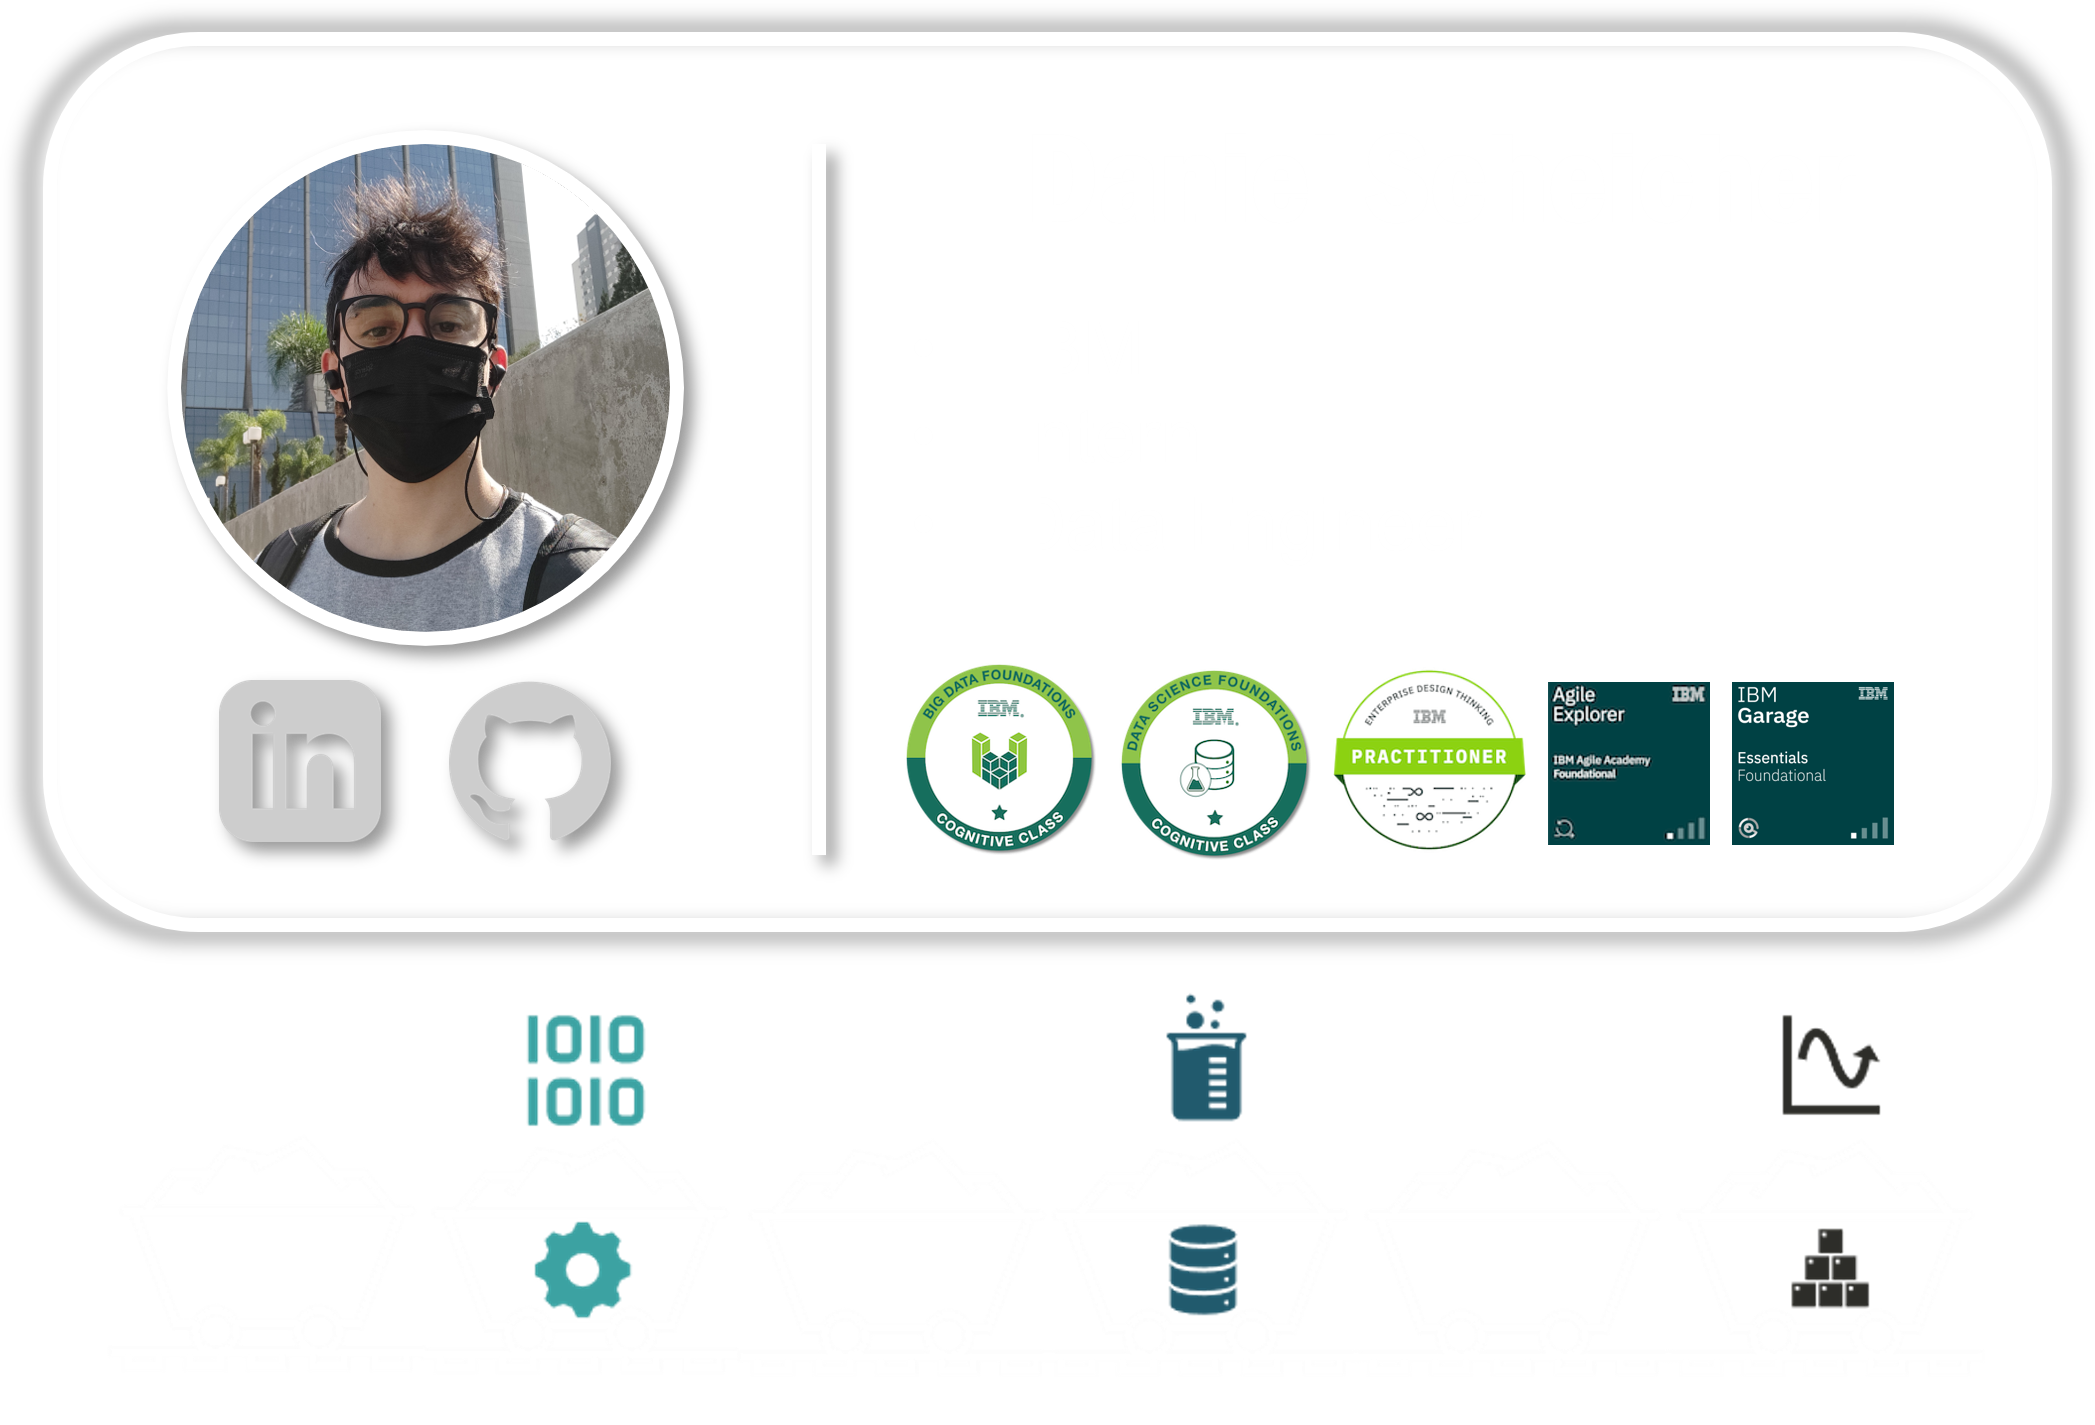 in
BIG DATA FOUNDATIONS
IBM.
COGNITIVE CLASS
DATA SCIENCE FOUNDATIONS
IBM.
COGNITIVE CLASS
ENTERPRISE DESIGN THINKING
IBM
PRACTITIONER
Agile
Explorer
IBM
IBM Agile Academy
Foundational
IBM
Garage
IBM
Essentials
Foundational
1010
1010